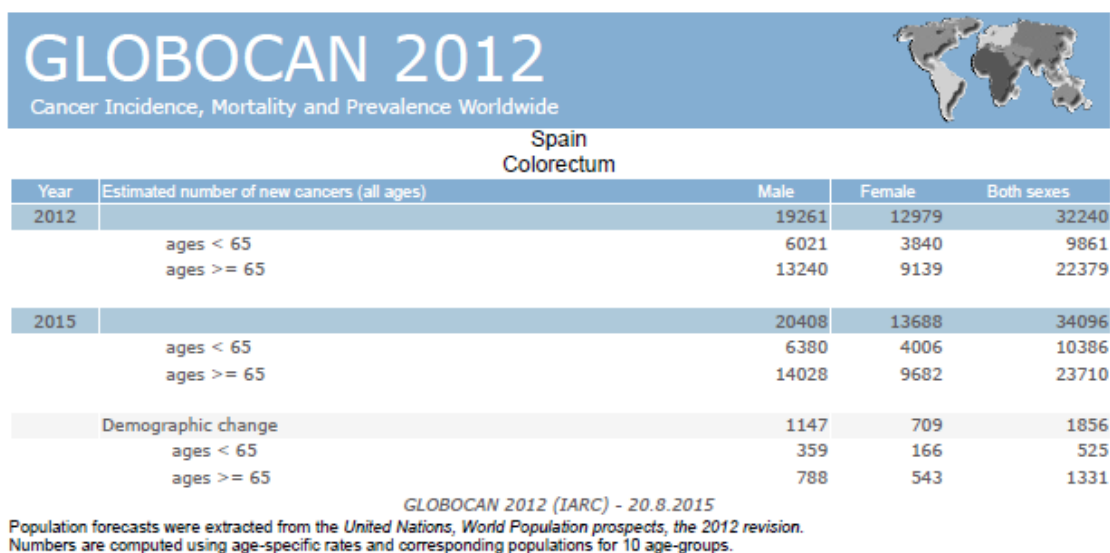 GLOBOCAN 2012
Cancer Incidence, Mortality and Prevalence Worldwide
Spain
Colorectum
Year Estimated number of new cancers (all ages) Male Female Both sexes
2012 19261 12979 32240
ages < 65 6021 3840 9861
ages >= 65 13240 9139 22379
2015 20408 13688 34096
ages < 65 6380 4006 10386
ages >= 65 14028 9682 23710
Demographic change 1147 709 1856
ages < 65 359 166 525
ages >= 65 788 543 1331
GLOBOCAN 2012 (IARC) - 20.8.2015
Population forecasts were extracted from the United Nations, World Population prospects, the 2012 revision.
Numbers are computed using age-specific rates and corresponding populations for 10 age-groups.